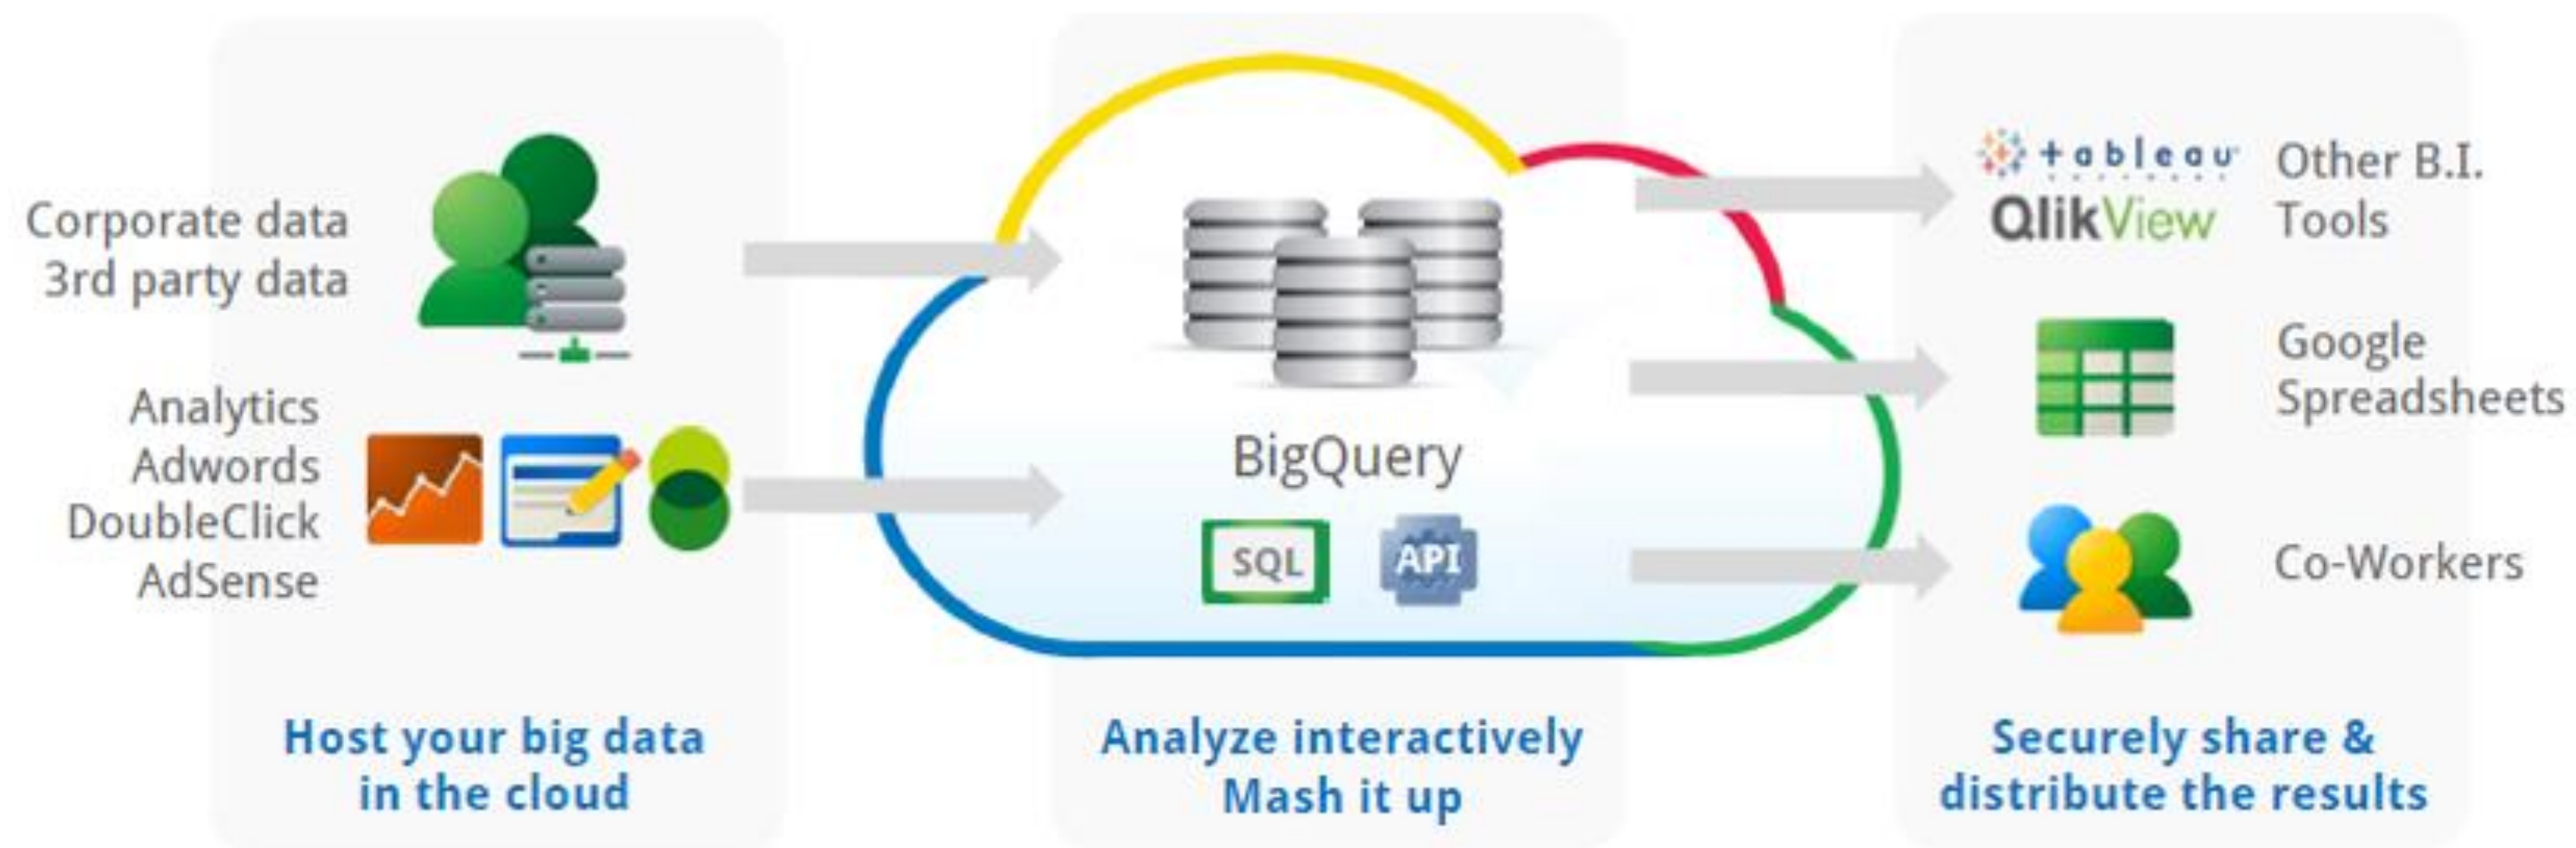 Corporate data
3rd party data
Analytics
Adwords
DoubleClick
AdSense
Host your big data
in the cloud
BigQuery
SQL
API
Analyze interactively
Mash it up
tableau
QlikView
Other B.I.
Tools
Google
Spreadsheets
Co-Workers
Securely share &
distribute the results